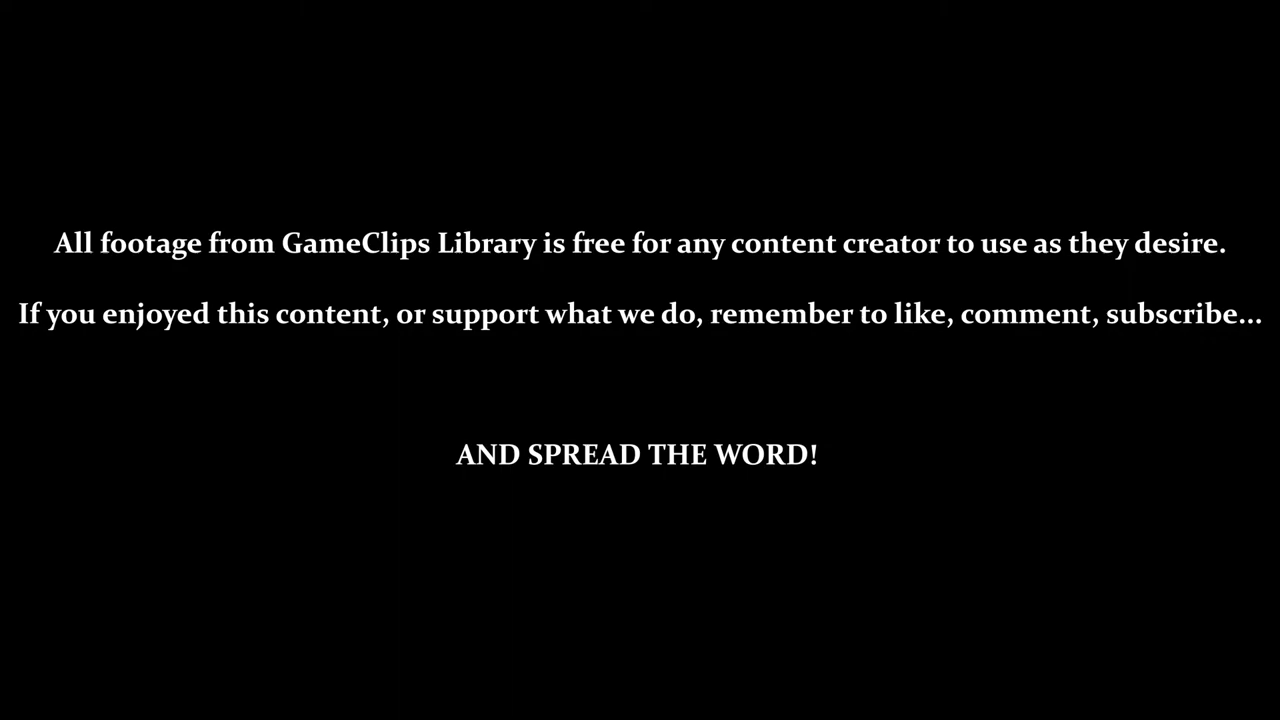 All footage from GameClips Library is free for any content creator to use as they desire.
If you enjoyed this content, or support what we do, remember to like, comment, subscribe...
AND SPREAD THE WORD!